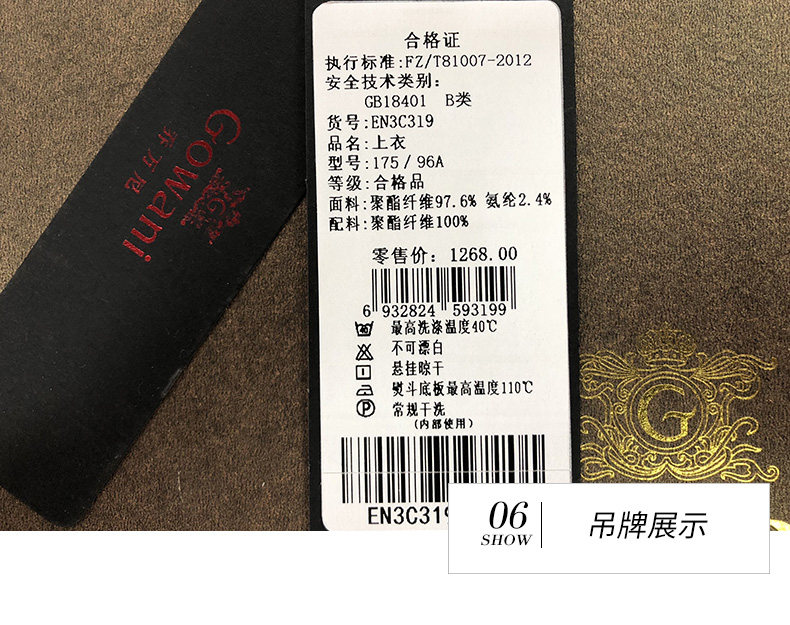 Gowani
乔万尼
G
合格证
执行标准:FZ/T81007-2012
安全技术类别:
GB18401 B类
货号:EN3C319
品名:上衣
型号:175/96A
等级:合格品
面料:聚酯纤维97.6% 氨纶2.4%
配料:聚酯纤维100%
零售价: 1268.00
6 932824 593199
最高洗涤温度40℃
不可漂白
悬挂晾干
熨斗底板最高温度110℃
常规干洗
(内部使用)
EN3C319
G
06
SHOW
吊牌展示